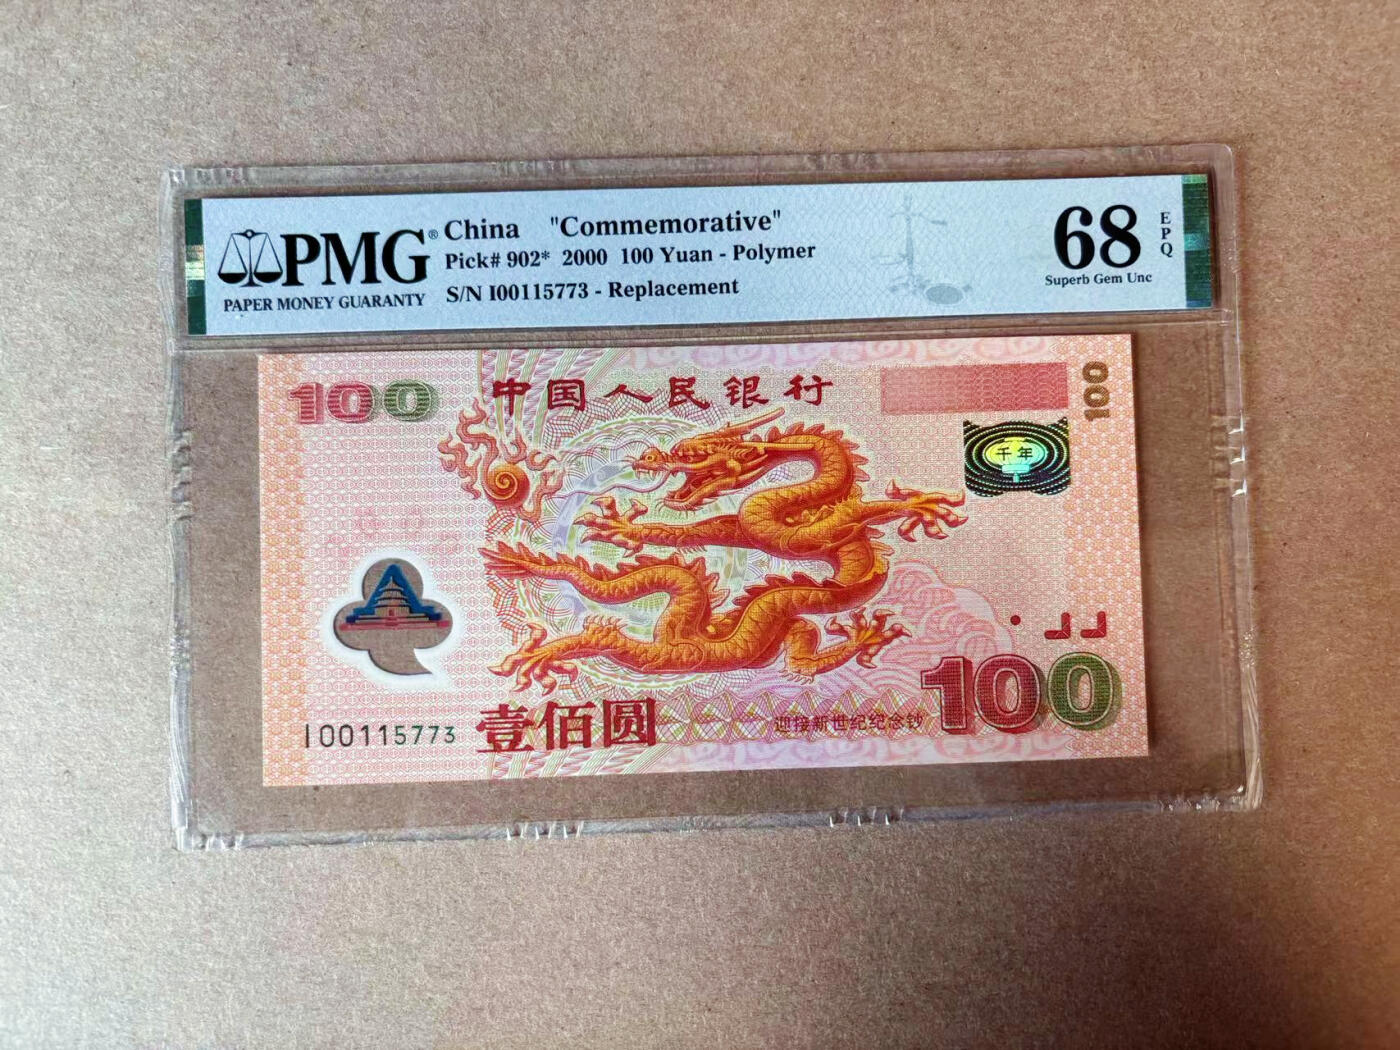 PMG®
PAPER MONEY GUARANTY
China "Commemorative"
Pick# 902* 2000 100 Yuan - Polymer
S/N I00115773 - Replacement
68
EPQ
Superb Gem Unc
100
中国人民银行
100
千年
I00115773
壹佰圆
迎接新世纪纪念钞
100